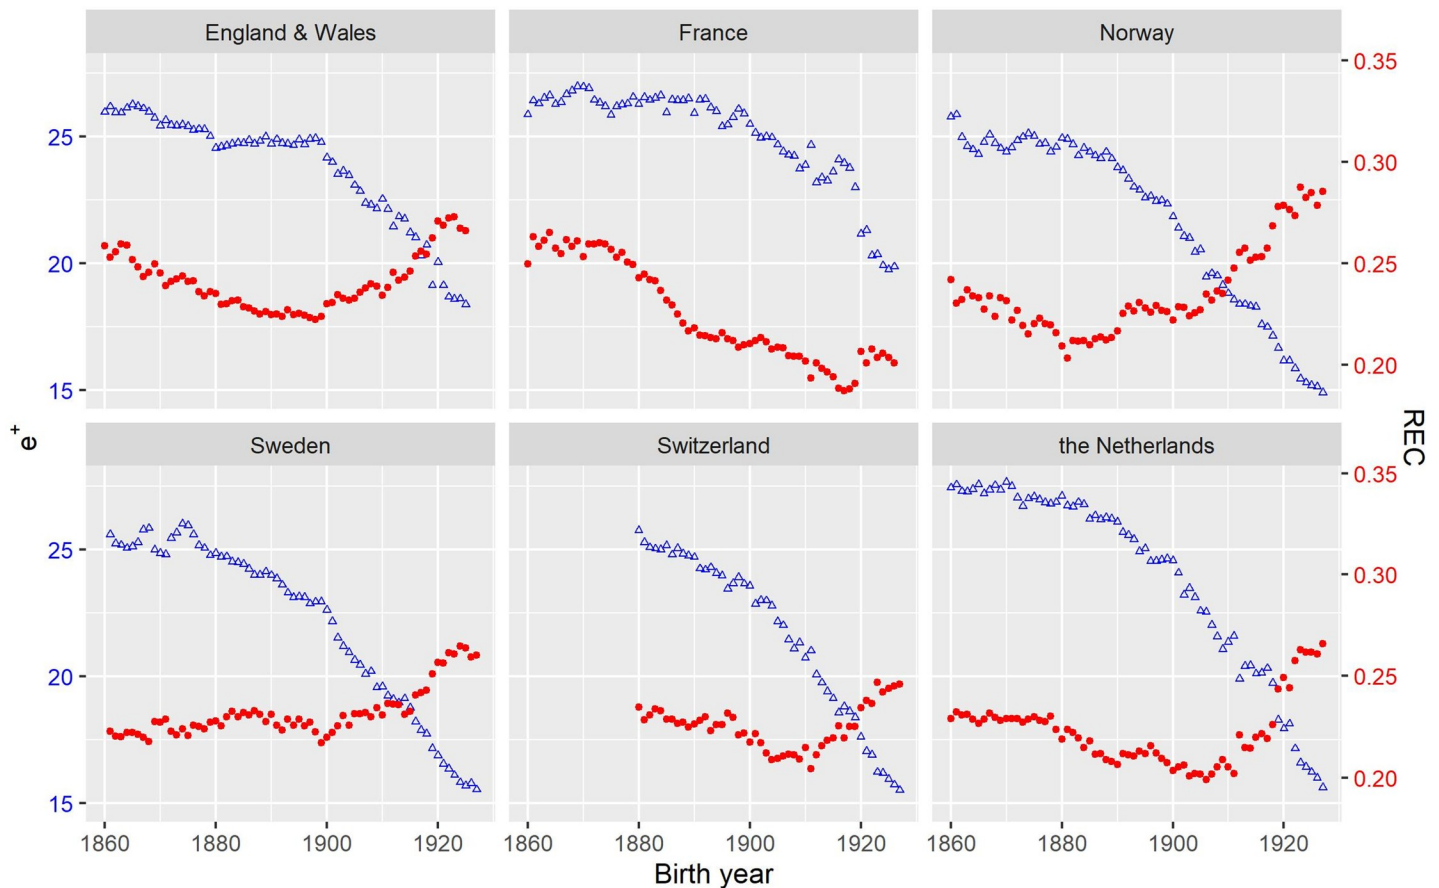 England & Wales
France
Norway
25
20
15
0.35
0.30
0.25
0.20
e+
REC
Sweden
Switzerland
the Netherlands
25
20
15
0.35
0.30
0.25
0.20
1860 1880 1900 1920
1860 1880 1900 1920
1860 1880 1900 1920
Birth year